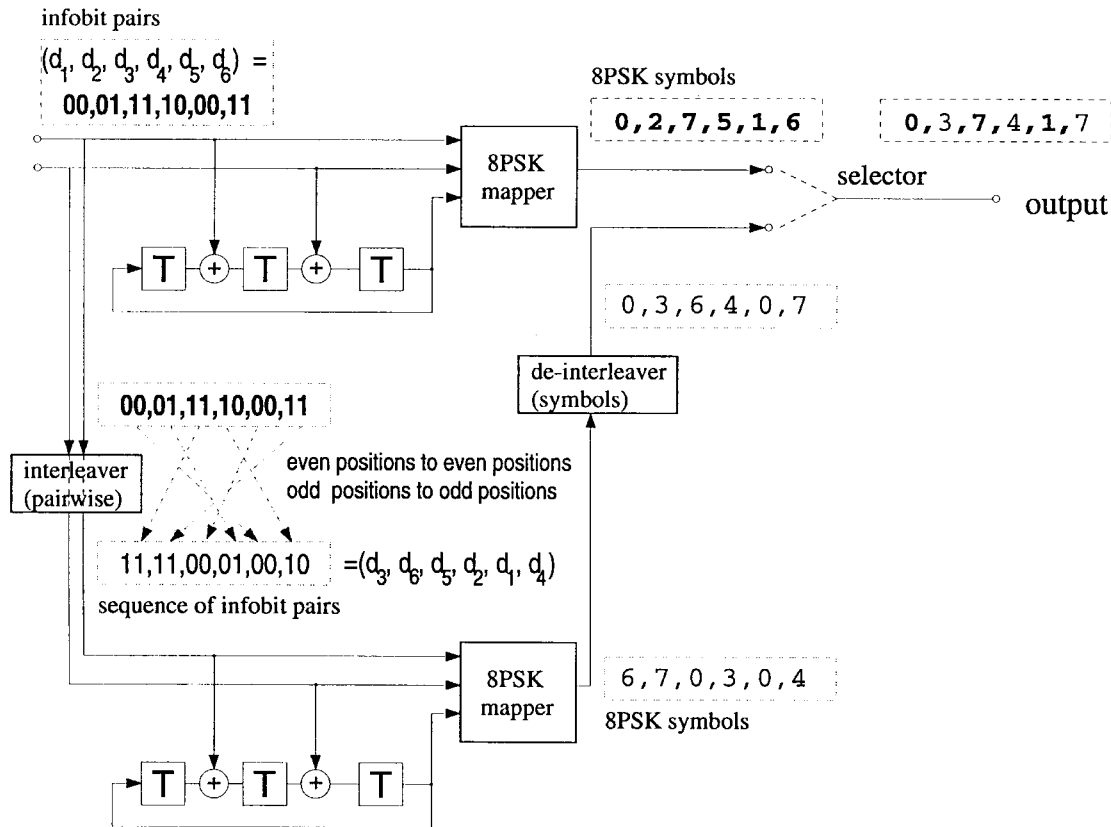 infobit pairs
(d1, d2, d3, d4, d5, d6) =
00,01,11,10,00,11
8PSK symbols
0,2,7,5,1,6
0,3,7,4,1,7
8PSK
mapper
selector
output
T
+
T
+
T
0,3,6,4,0,7
de-interleaver
(symbols)
00,01,11,10,00,11
interleaver
(pairwise)
even positions to even positions
odd positions to odd positions
11,11,00,01,00,10
=(d3, d6, d5, d2, d1, d4)
sequence of infobit pairs
8PSK
mapper
6,7,0,3,0,4
8PSK symbols
T
+
T
+
T